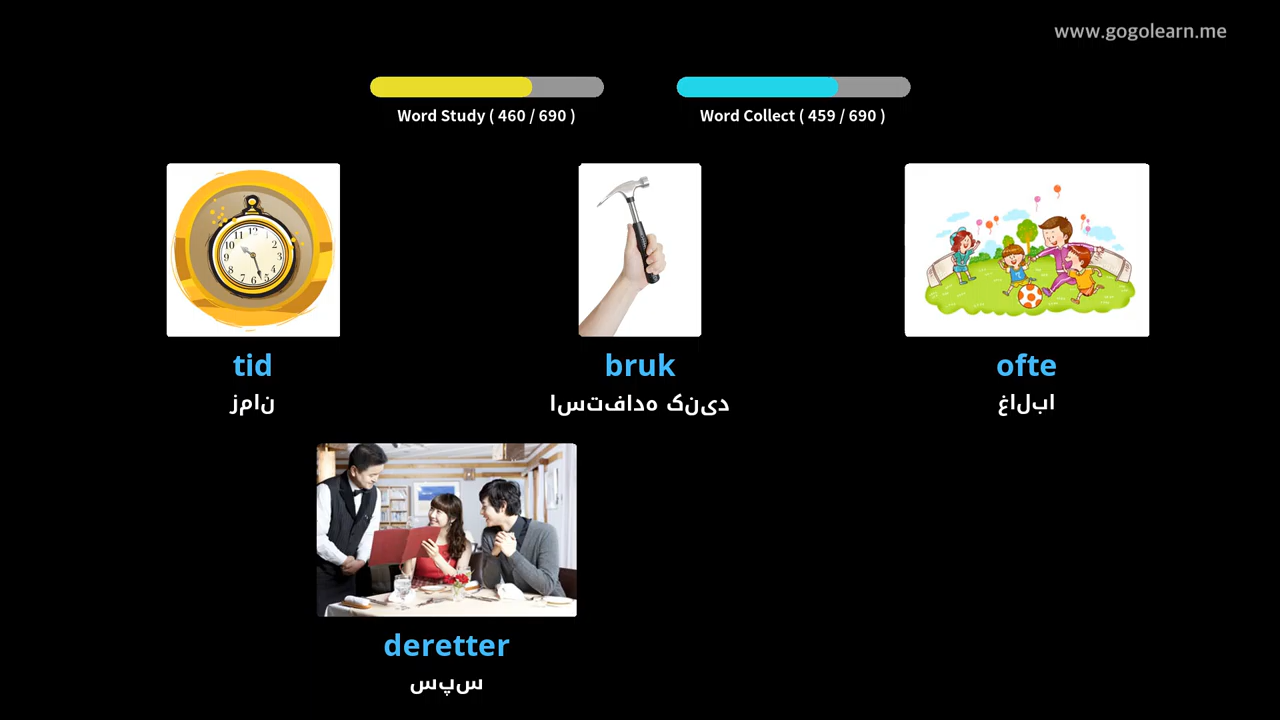 www.gogolearn.me
Word Study ( 460 / 690 )
Word Collect ( 459 / 690 )
tid
زمان
bruk
استفاده کنید
ofte
غالبا
deretter
سپس